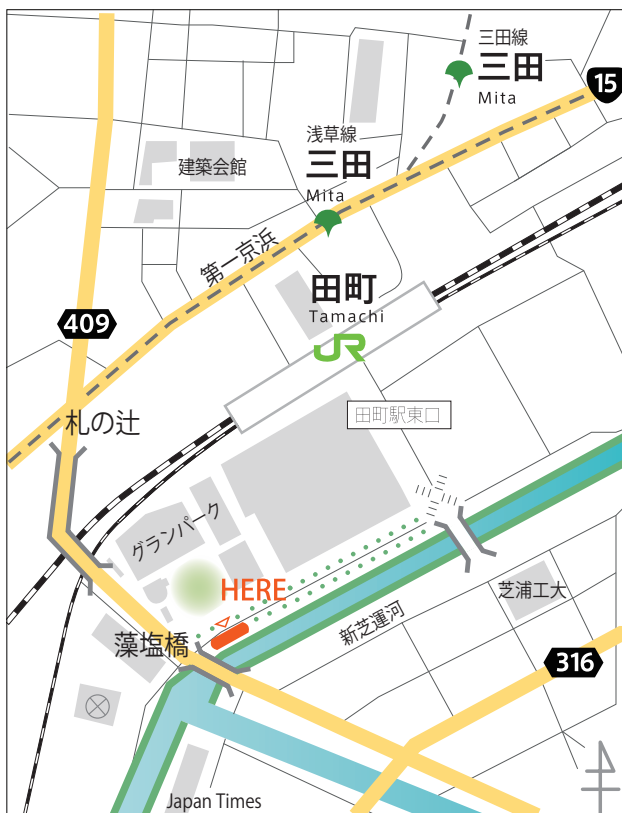 三田線
三田
Mita
15
浅草線
三田
Mita
建築会館
第一京浜
田町
Tamachi
JR
409
札の辻
田町駅東口
グランパーク
HERE
芝浦工大
新芝運河
藻塩橋
316
Japan Times